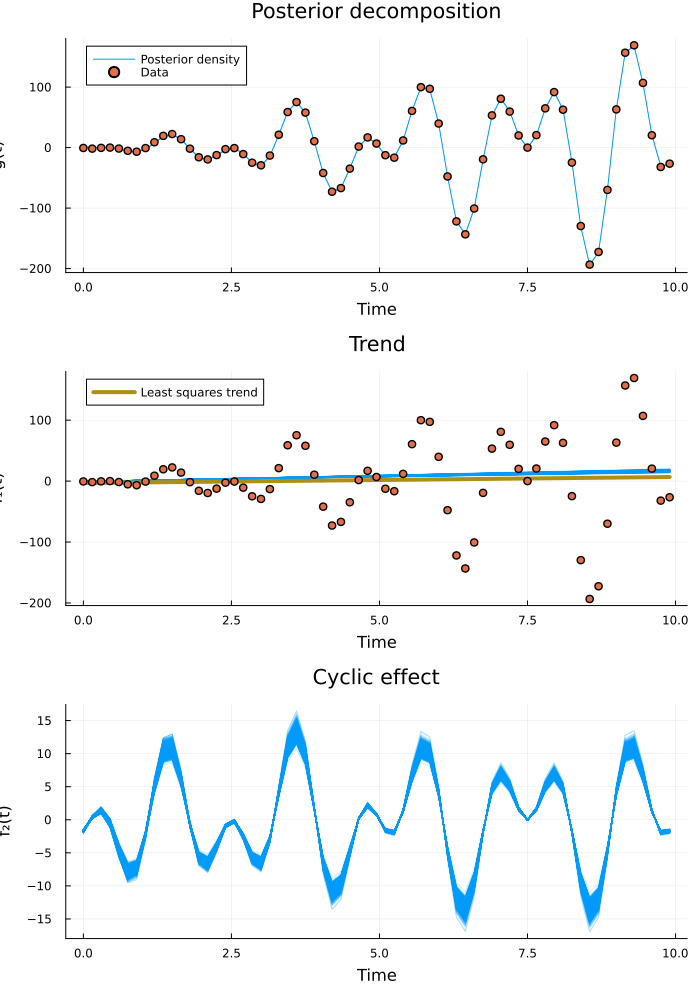 Posterior decomposition
Posterior density
Data
100
0
−100
−200
0.0 2.5 5.0 7.5 10.0
Time
Trend
Least squares trend
100
0
−100
−200
0.0 2.5 5.0 7.5 10.0
Time
Cyclic effect
f₂(t)
15
10
5
0
−5
−10
−15
0.0 2.5 5.0 7.5 10.0
Time